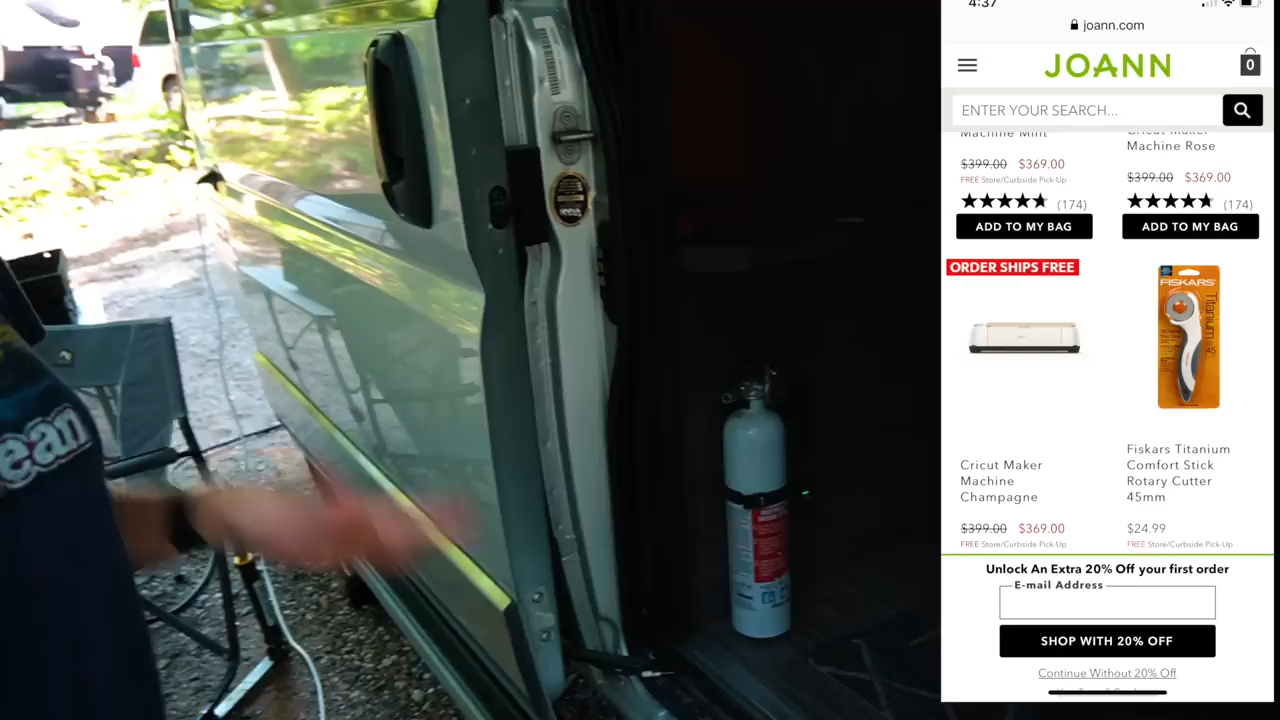 4:37
joann.com
JOANN
0
ENTER YOUR SEARCH...
Machine Mint
Cricut Maker
Machine Rose
$399.00 $369.00
FREE Store/Curbside Pick-Up
$399.00 $369.00
(174)
(174)
ADD TO MY BAG
ADD TO MY BAG
ORDER SHIPS FREE
FISKARS
Titanium
45
Cricut Maker
Machine
Champagne
$399.00 $369.00
FREE Store/Curbside Pick-Up
Fiskars Titanium
Comfort Stick
Rotary Cutter
45mm
$24.99
FREE Store/Curbside Pick-Up
Unlock An Extra 20% Off your first order
E-mail Address
SHOP WITH 20% OFF
Continue Without 20% Off
ean